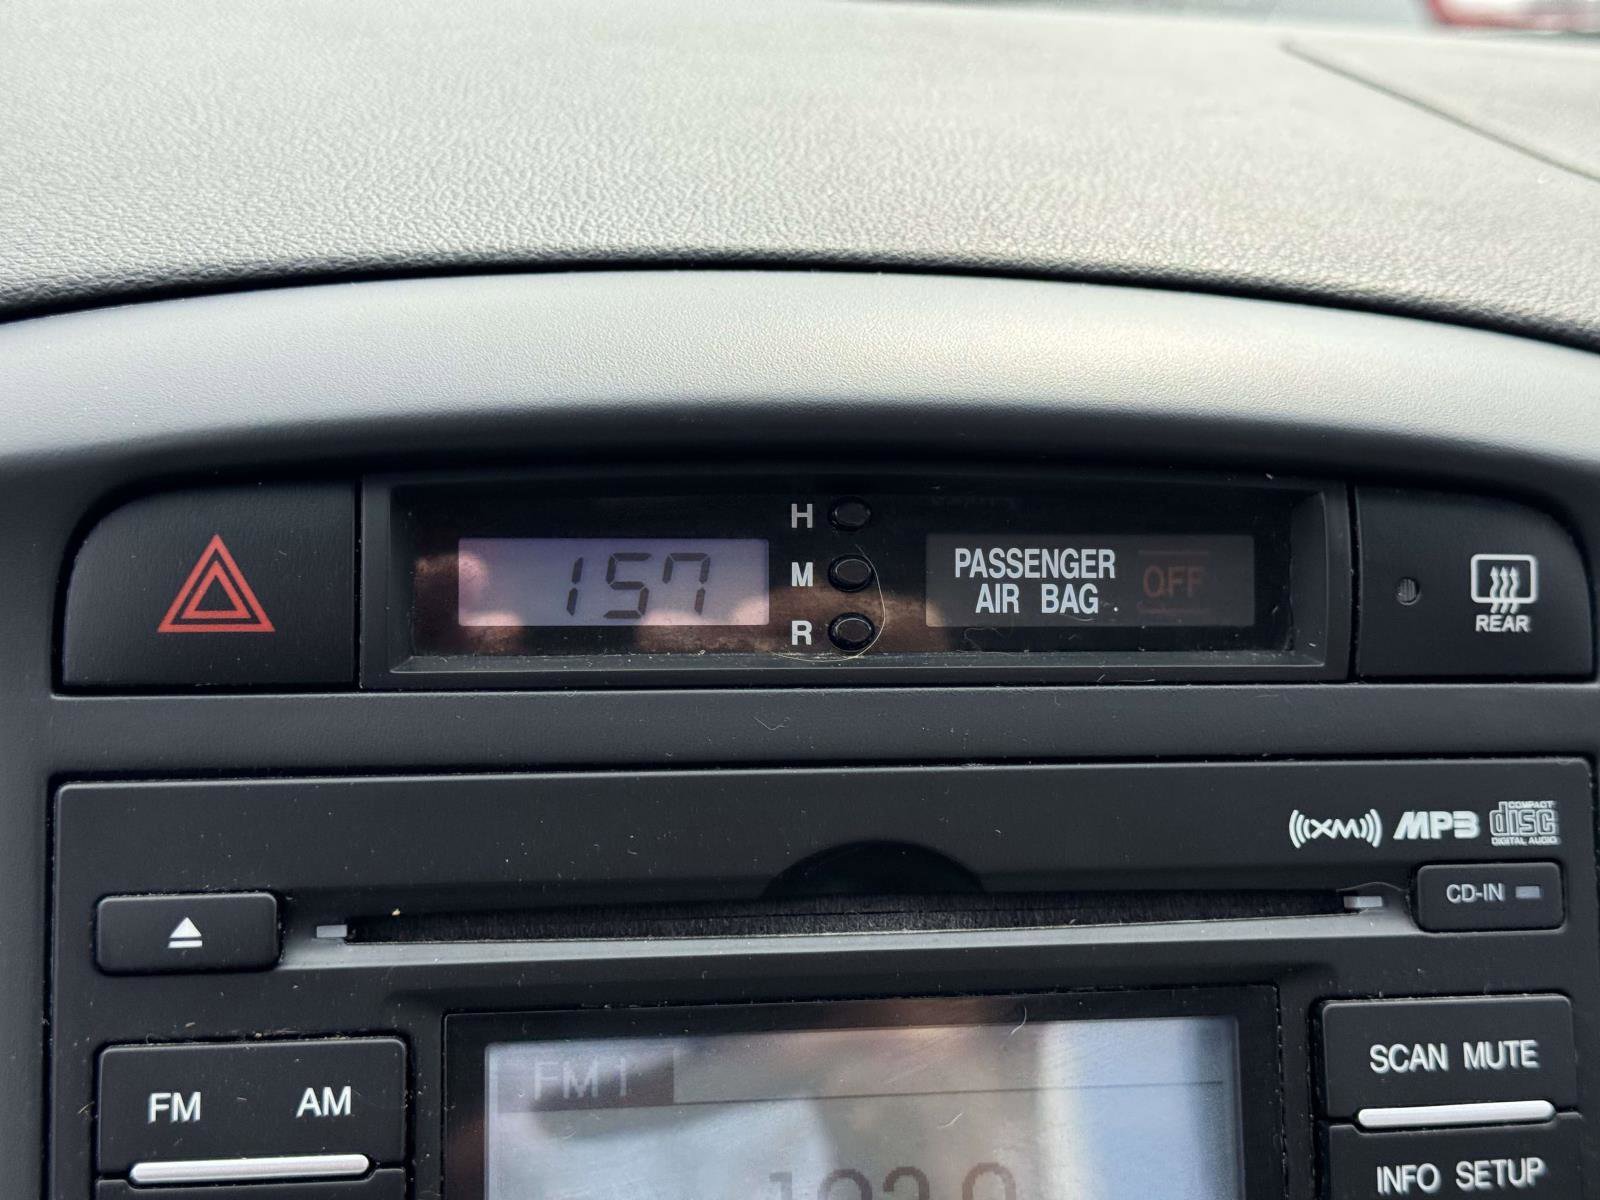 H
157
M
R
PASSENGER
AIR BAG
OFF
REAR
XM MP3 COMPACT
disc
DIGITAL AUDIO
CD-IN
FM1
FM AM
SCAN MUTE
INFO SETUP